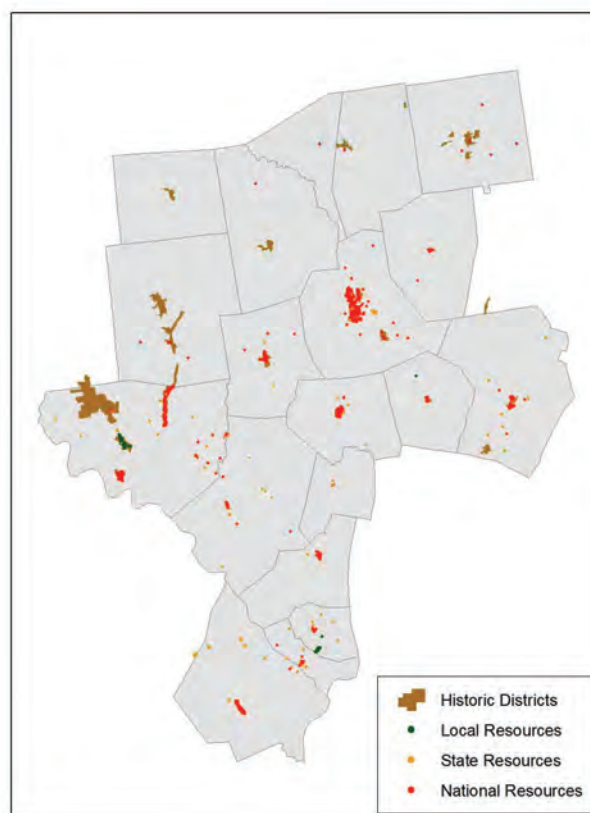 Historic Districts
Local Resources
State Resources
National Resources